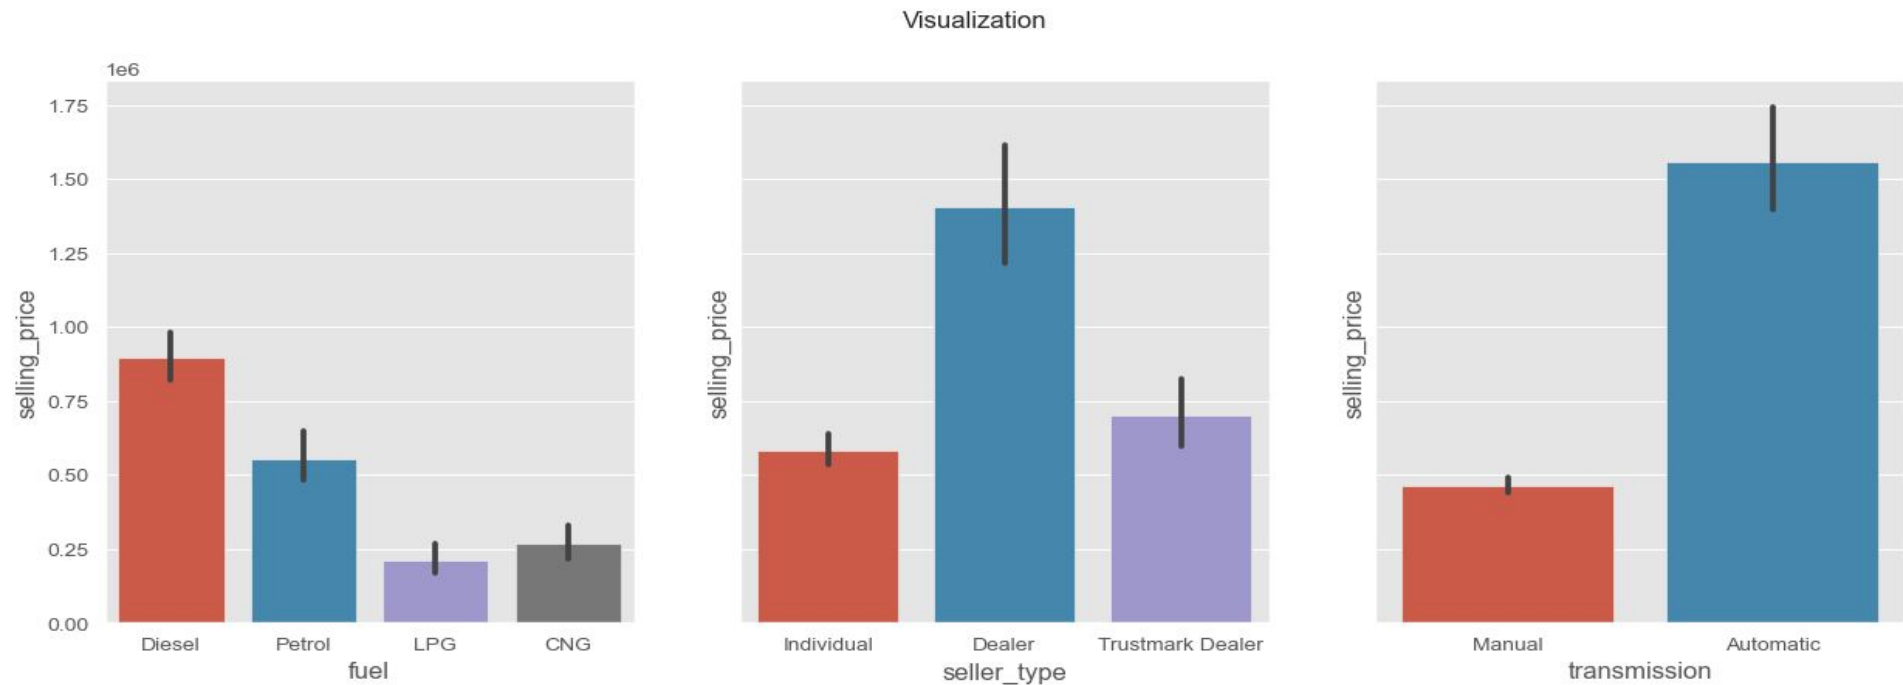 Visualization
1e6
1.75
1.50
1.25
1.00
0.75
0.50
0.25
0.00
selling_price
Diesel Petrol LPG CNG
fuel
selling_price
Individual Dealer Trustmark Dealer
seller_type
selling_price
Manual Automatic
transmission